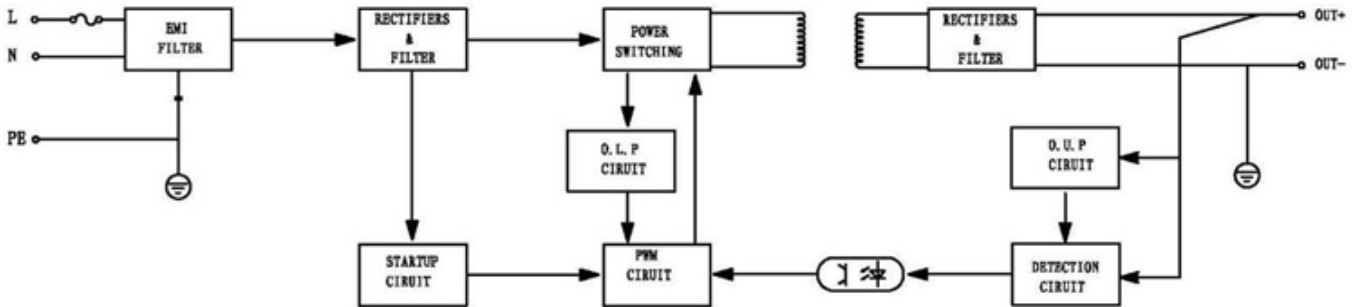 L
N
PE
EMI
FILTER
RECTIFIERS
&
FILTER
POWER
SWITCHING
RECTIFIERS
&
FILTER
OUT+
OUT-
O.L.P
CIRUIT
O.U.P
CIRUIT
STARTUP
CIRUIT
PWM
CIRUIT
DETECTION
CIRUIT